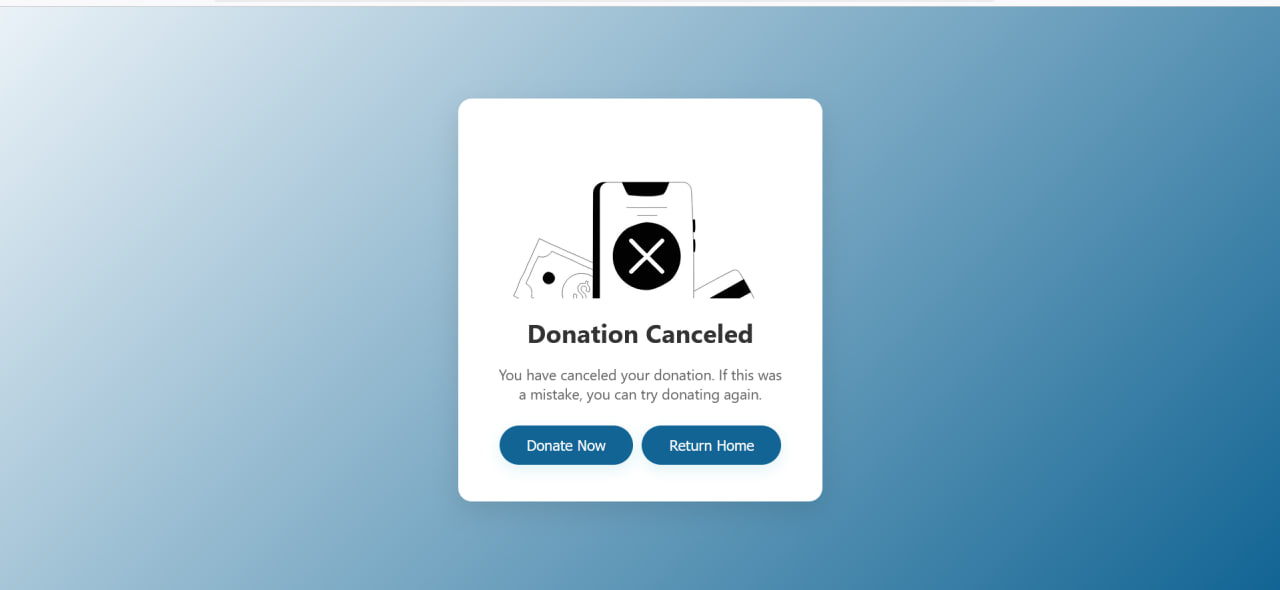 Donation Canceled
You have canceled your donation. If this was
a mistake, you can try donating again.
Donate Now
Return Home